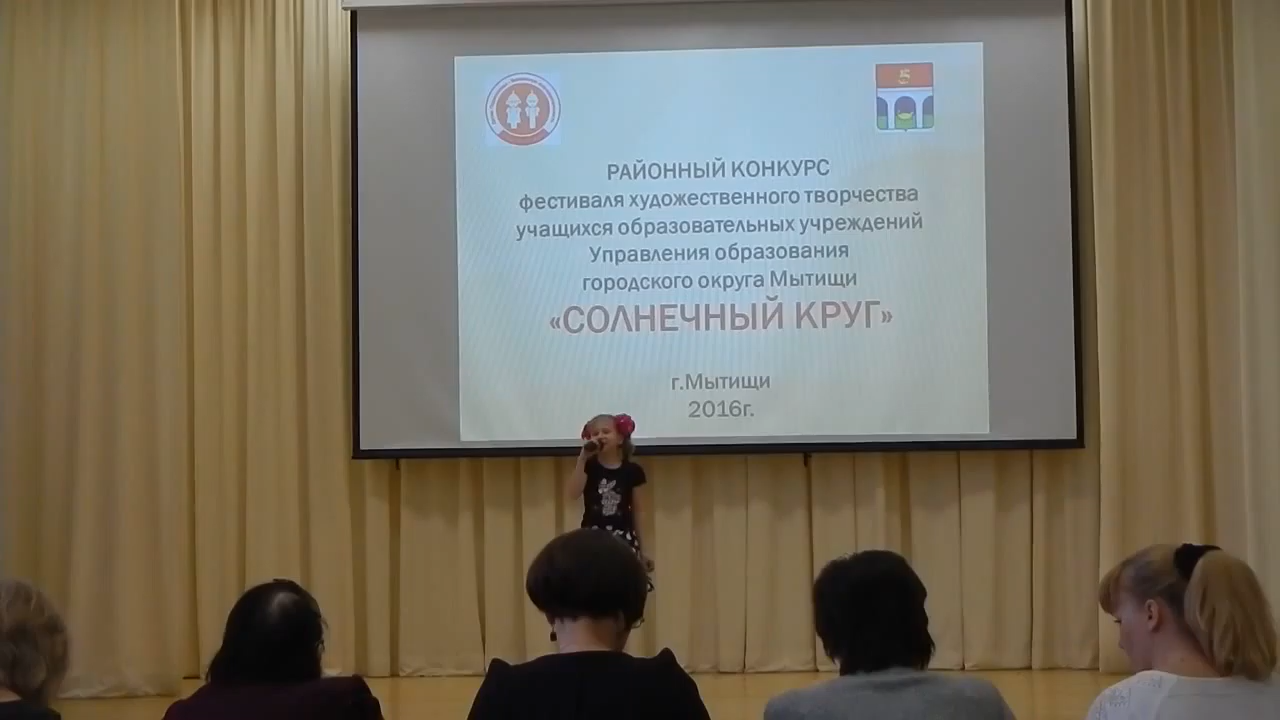 РАЙОННЫЙ КОНКУРС
фестиваля художественного творчества
учащихся образовательных учреждений
Управления образования
городского округа Мытищи
«СОЛНЕЧНЫЙ КРУГ»
г.Мытищи
2016г.